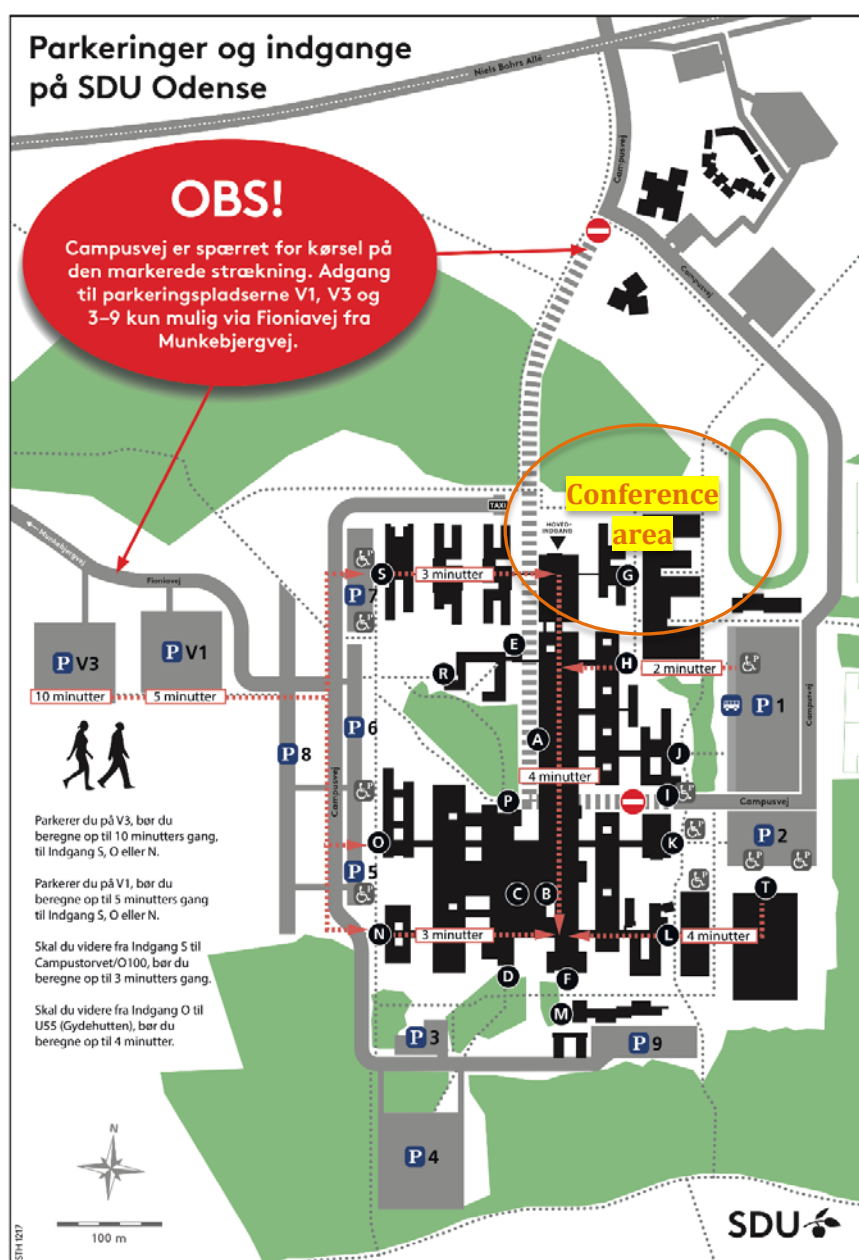 Parkeringer og indgange
på SDU Odense
Niels Bohrs Allé
Campusvej
OBS!
Campusvej er spærret for kørsel på
den markerede strækning. Adgang
til parkeringspladserne V1, V3 og
3–9 kun mulig via Fioniavej fra
Munkebjergvej.
Campusvej
Conference
area
TAXI
HOVED-
INDGANG
Munkebjergvej
Fioniavej
P
S
3 minutter
G
P 7
P V3
P V1
E
H
2 minutter
P
R
10 minutter
5 minutter
P 1
Campusvej
P 6
A
J
P 8
4 minutter
Campusvej
P
P
I
P
Campusvej
Parkerer du på V3, bør du
beregne op til 10 minutters gang,
til Indgang S, O eller N.
O
K
P
P 2
P 5
P
P
P
Parkerer du på V1, bør du
beregne op til 5 minutters gang
til Indgang S, O eller N.
P
C
B
T
N
3 minutter
L
4 minutter
Skal du videre fra Indgang S til
Campustorvet/O100, bør du
beregne op til 3 minutters gang.
D
F
Skal du videre fra Indgang O til
U55 (Gydehutten), bør du
beregne op til 4 minutter.
M
P 3
P 9
N
P 4
100 m
SDU
STH 1217